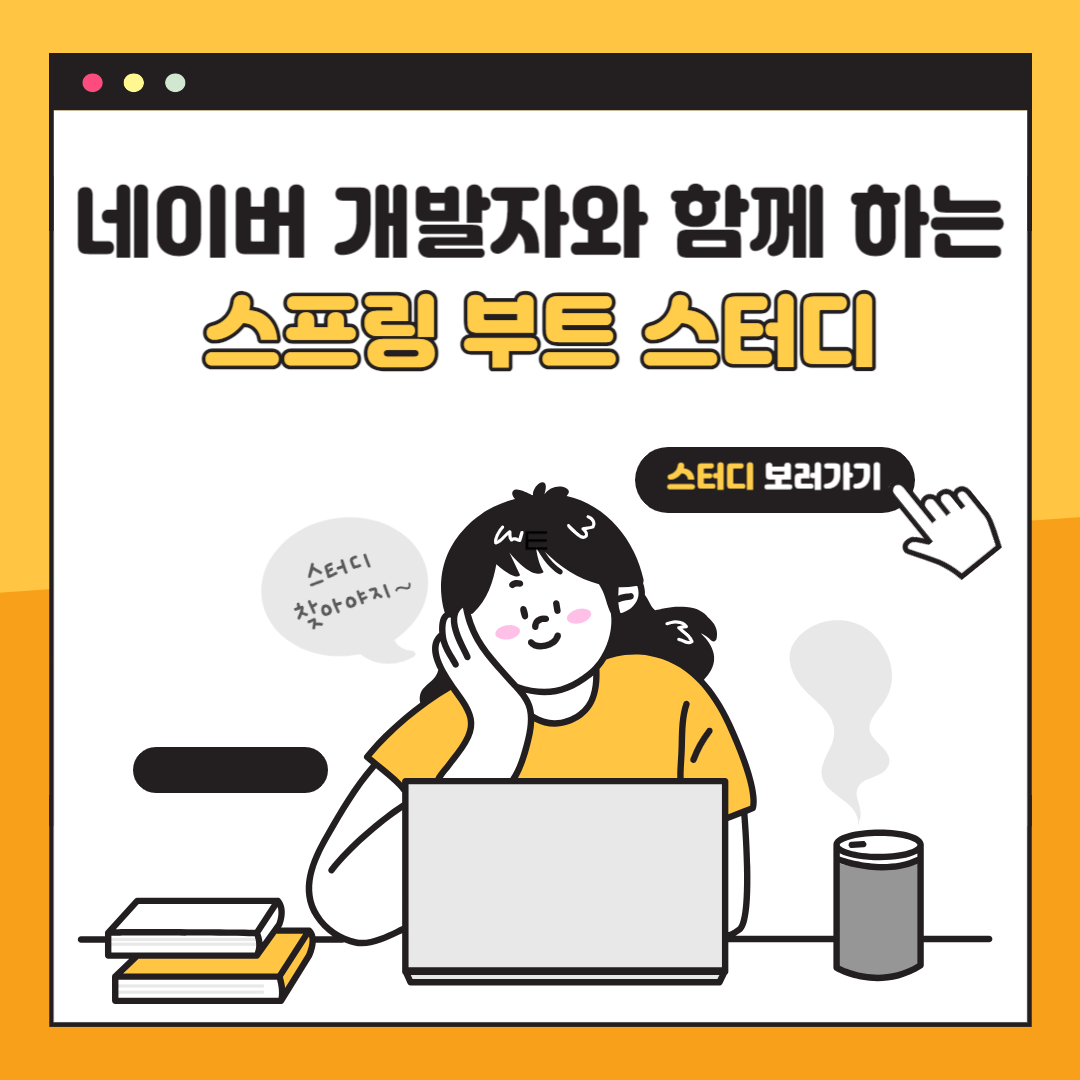 네이버 개발자와 함께 하는
스프링 부트 스터디
스터디 보러가기
스터디
찾아야지~
트